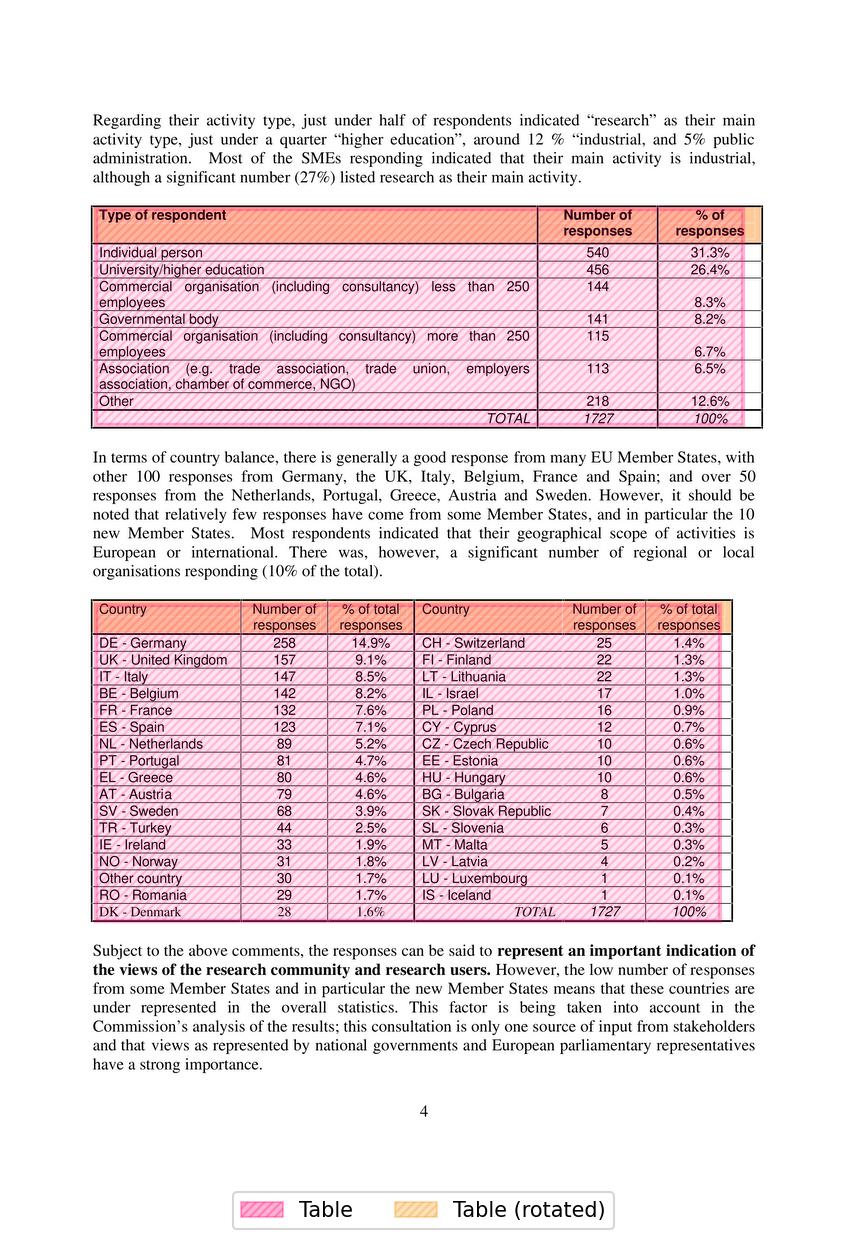 Regarding their activity type, just under half of respondents indicated “research” as their main
activity type, just under a quarter “higher education”, around 12 % “industrial, and 5% public
administration. Most of the SMEs responding indicated that their main activity is industrial,
although a significant number (27%) listed research as their main activity.
Type of respondent Number of % of
responses responses
Individual person 540 31.3%
University/higher education 456 26.4%
Commercial organisation (including consultancy) less than 250 144
employees 8.3%
Governmental body 141 8.2%
Commercial organisation (including consultancy) more than 250 115
employees 6.7%
Association (e.g. trade association, trade union, employers 113 6.5%
association, chamber of commerce, NGO)
Other 218 12.6%
TOTAL 1727 100%
In terms of country balance, there is generally a good response from many EU Member States, with
other 100 responses from Germany, the UK, Italy, Belgium, France and Spain; and over 50
responses from the Netherlands, Portugal, Greece, Austria and Sweden. However, it should be
noted that relatively few responses have come from some Member States, and in particular the 10
new Member States. Most respondents indicated that their geographical scope of activities is
European or international. There was, however, a significant number of regional or local
organisations responding (10% of the total).
Country Number of % of total Country Number of % of total
responses responses responses responses
DE - Germany 258 14.9% CH - Switzerland 25 1.4%
UK - United Kingdom 157 9.1% FI - Finland 22 1.3%
IT - Italy 147 8.5% LT - Lithuania 22 1.3%
BE - Belgium 142 8.2% IL - Israel 17 1.0%
FR - France 132 7.6% PL - Poland 16 0.9%
ES - Spain 123 7.1% CY - Cyprus 12 0.7%
NL - Netherlands 89 5.2% CZ - Czech Republic 10 0.6%
PT - Portugal 81 4.7% EE - Estonia 10 0.6%
EL - Greece 80 4.6% HU - Hungary 10 0.6%
AT - Austria 79 4.6% BG - Bulgaria 8 0.5%
SV - Sweden 68 3.9% SK - Slovak Republic 7 0.4%
TR - Turkey 44 2.5% SL - Slovenia 6 0.3%
IE - Ireland 33 1.9% MT - Malta 5 0.3%
NO - Norway 31 1.8% LV - Latvia 4 0.2%
Other country 30 1.7% LU - Luxembourg 1 0.1%
RO - Romania 29 1.7% IS - Iceland 1 0.1%
DK - Denmark 28 1.6% TOTAL 1727 100%
Subject to the above comments, the responses can be said to represent an important indication of
the views of the research community and research users. However, the low number of responses
from some Member States and in particular the new Member States means that these countries are
under represented in the overall statistics. This factor is being taken into account in the
Commission’s analysis of the results; this consultation is only one source of input from stakeholders
and that views as represented by national governments and European parliamentary representatives
have a strong importance.
4
Table Table (rotated)